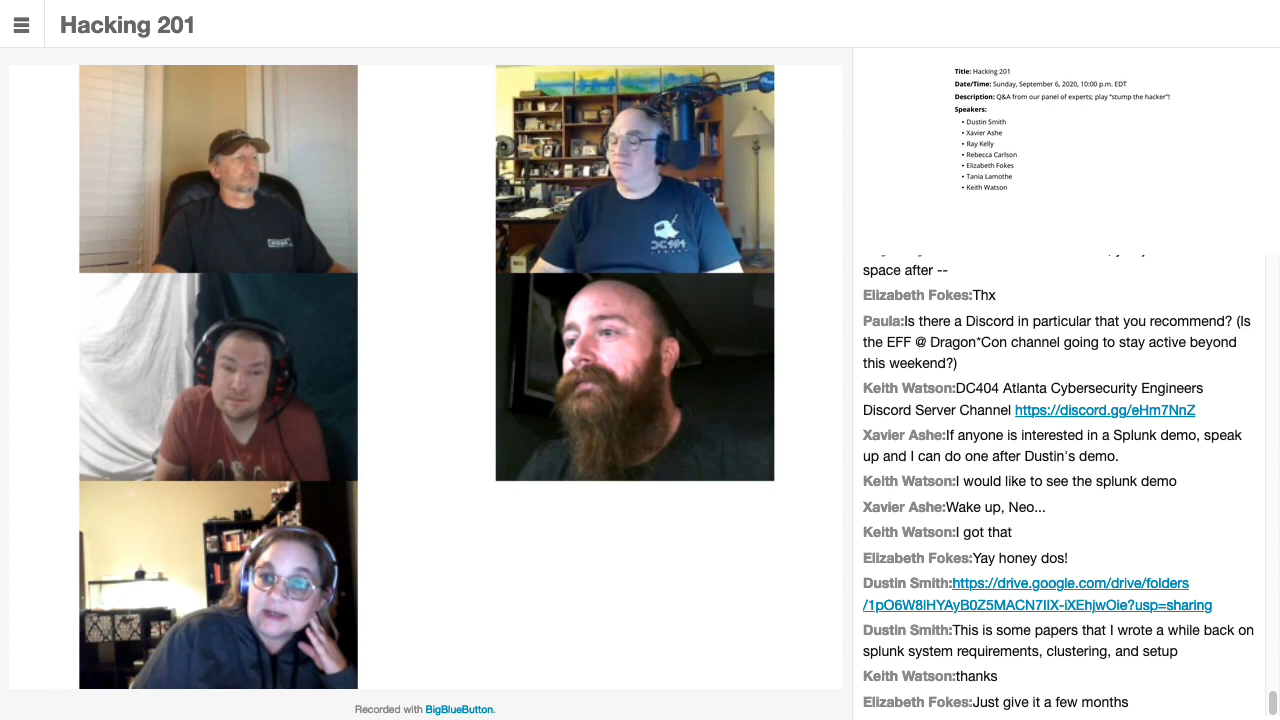 Hacking 201
Title: Hacking 201
Date/Time: Sunday, September 6, 2020, 10:00 p.m. EDT
Description: Q&A from our panel of experts; play "stump the hacker"!
Speakers:
• Dustin Smith
• Xavier Ashe
• Ray Kelly
• Rebecca Carlson
• Elizabeth Fokes
• Tania Lamothe
• Keith Watson
space after --
Elizabeth Fokes:Thx
Paula:Is there a Discord in particular that you recommend? (Is
the EFF @ Dragon*Con channel going to stay active beyond
this weekend?)
Keith Watson:DC404 Atlanta Cybersecurity Engineers
Discord Server Channel https://discord.gg/eHm7NnZ
Xavier Ashe:If anyone is interested in a Splunk demo, speak
up and I can do one after Dustin's demo.
Keith Watson:I would like to see the splunk demo
Xavier Ashe:Wake up, Neo...
Keith Watson:I got that
Elizabeth Fokes:Yay honey dos!
Dustin Smith:https://drive.google.com/drive/folders
/1pO6W8lHYAyB0Z5MACN7IIX-iXEhjwOie?usp=sharing
Dustin Smith:This is some papers that I wrote a while back on
splunk system requirements, clustering, and setup
Keith Watson:thanks
Elizabeth Fokes:Just give it a few months
DC404
Recorded with BigBlueButton.